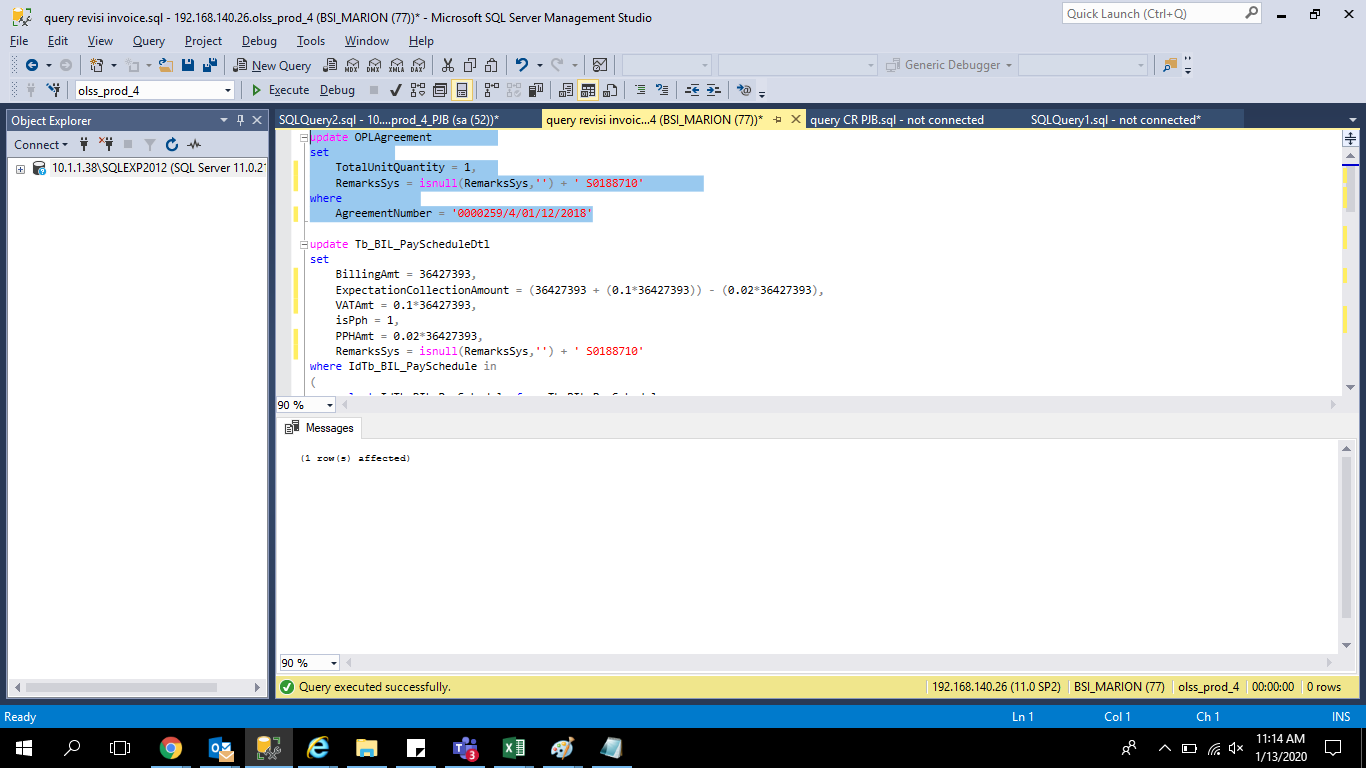 query revisi invoice.sql - 192.168.140.26.olss_prod_4 (BSI_MARION (77))* - Microsoft SQL Server Management Studio
Quick Launch (Ctrl+Q)
File Edit View Query Project Debug Tools Window Help
New Query
MDX DMX XMLA DAX
Generic Debugger
olss_prod_4
Execute Debug
Object Explorer
SQLQuery2.sql - 10....prod_4_PJB (sa (52))*
query revisi invoic...4 (BSI_MARION (77))*
query CR PJB.sql - not connected
SQLQuery1.sql - not connected*
Connect
10.1.1.38\SQLEXP2012 (SQL Server 11.0.21
update OPLAgreement
set
TotalUnitQuantity = 1,
RemarksSys = isnull(RemarksSys,'') + ' S0188710'
where
AgreementNumber = '0000259/4/01/12/2018'
update Tb_BIL_PayScheduleDtl
set
BillingAmt = 36427393,
ExpectationCollectionAmount = (36427393 + (0.1*36427393)) - (0.02*36427393),
VATAmt = 0.1*36427393,
isPph = 1,
PPHAmt = 0.02*36427393,
RemarksSys = isnull(RemarksSys,'') + ' S0188710'
where IdTb_BIL_PaySchedule in
(
90 %
Messages
(1 row(s) affected)
90 %
Query executed successfully.
192.168.140.26 (11.0 SP2) BSI_MARION (77) olss_prod_4 00:00:00 0 rows
Ready
Ln 1 Col 1 Ch 1 INS
3
11:14 AM
1/13/2020